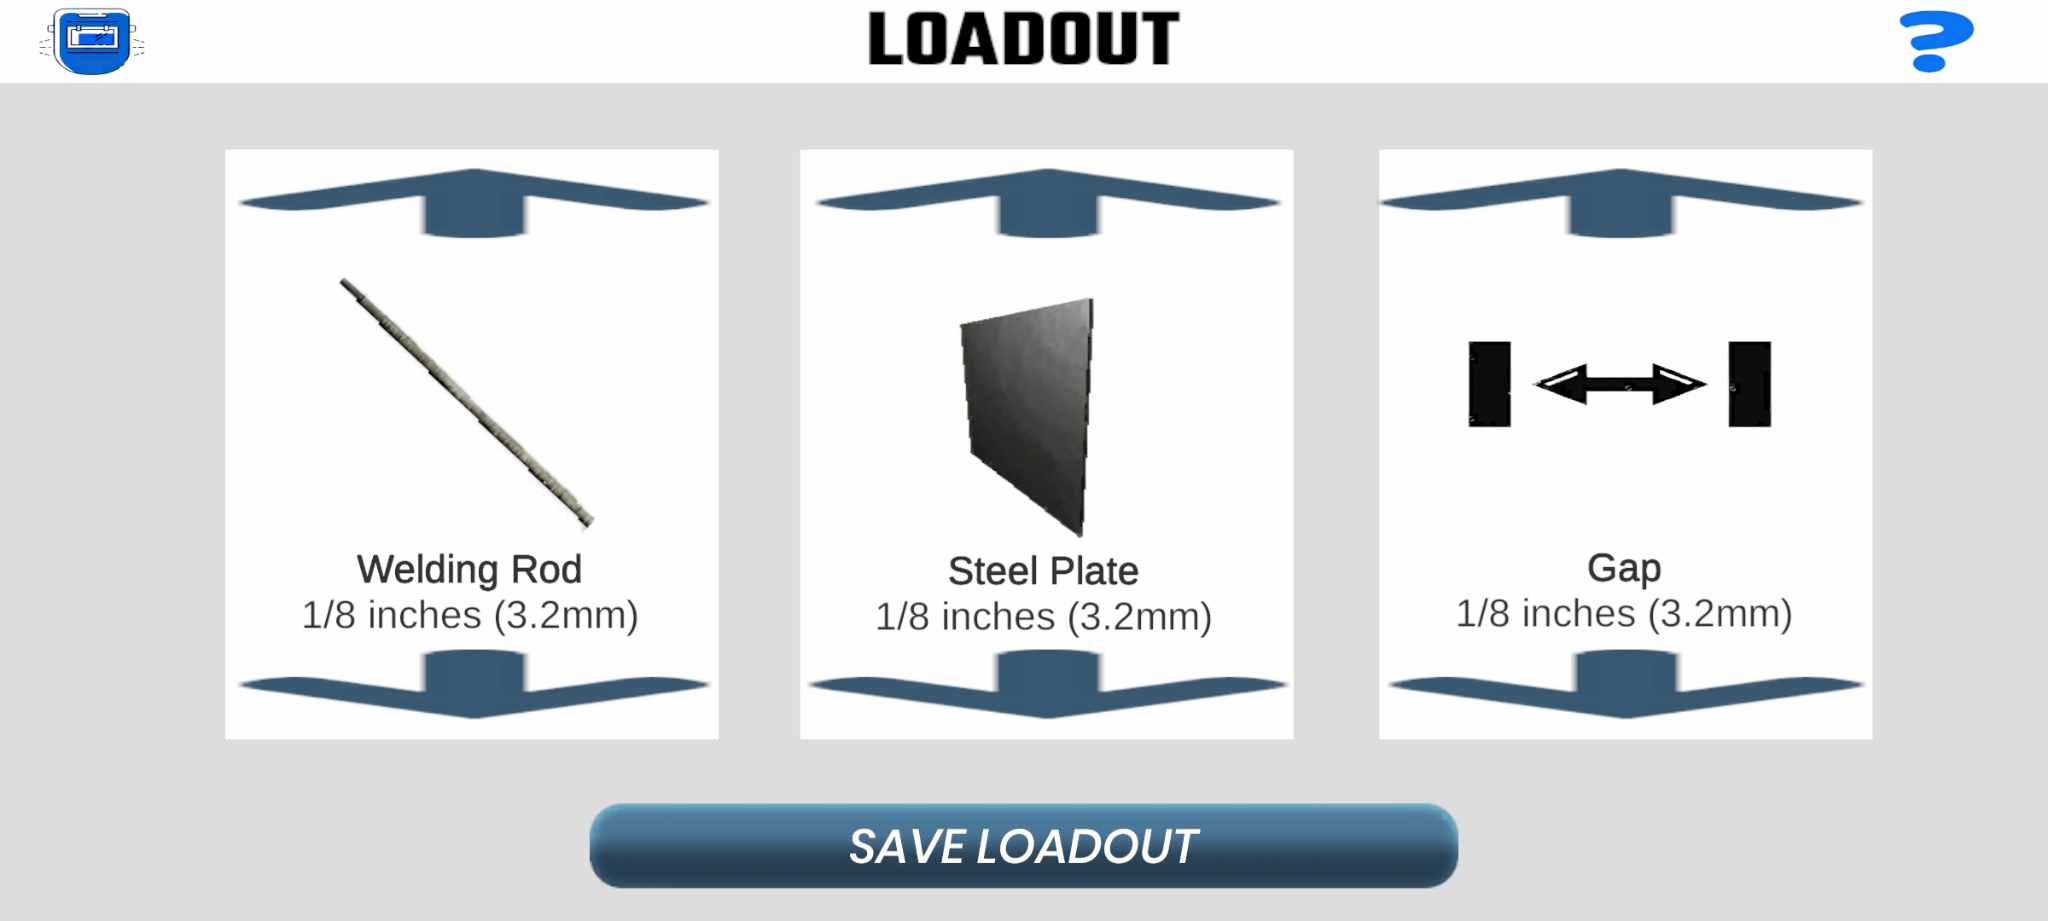 LOADOUT
Welding Rod
1/8 inches (3.2mm)
Steel Plate
1/8 inches (3.2mm)
Gap
1/8 inches (3.2mm)
SAVE LOADOUT